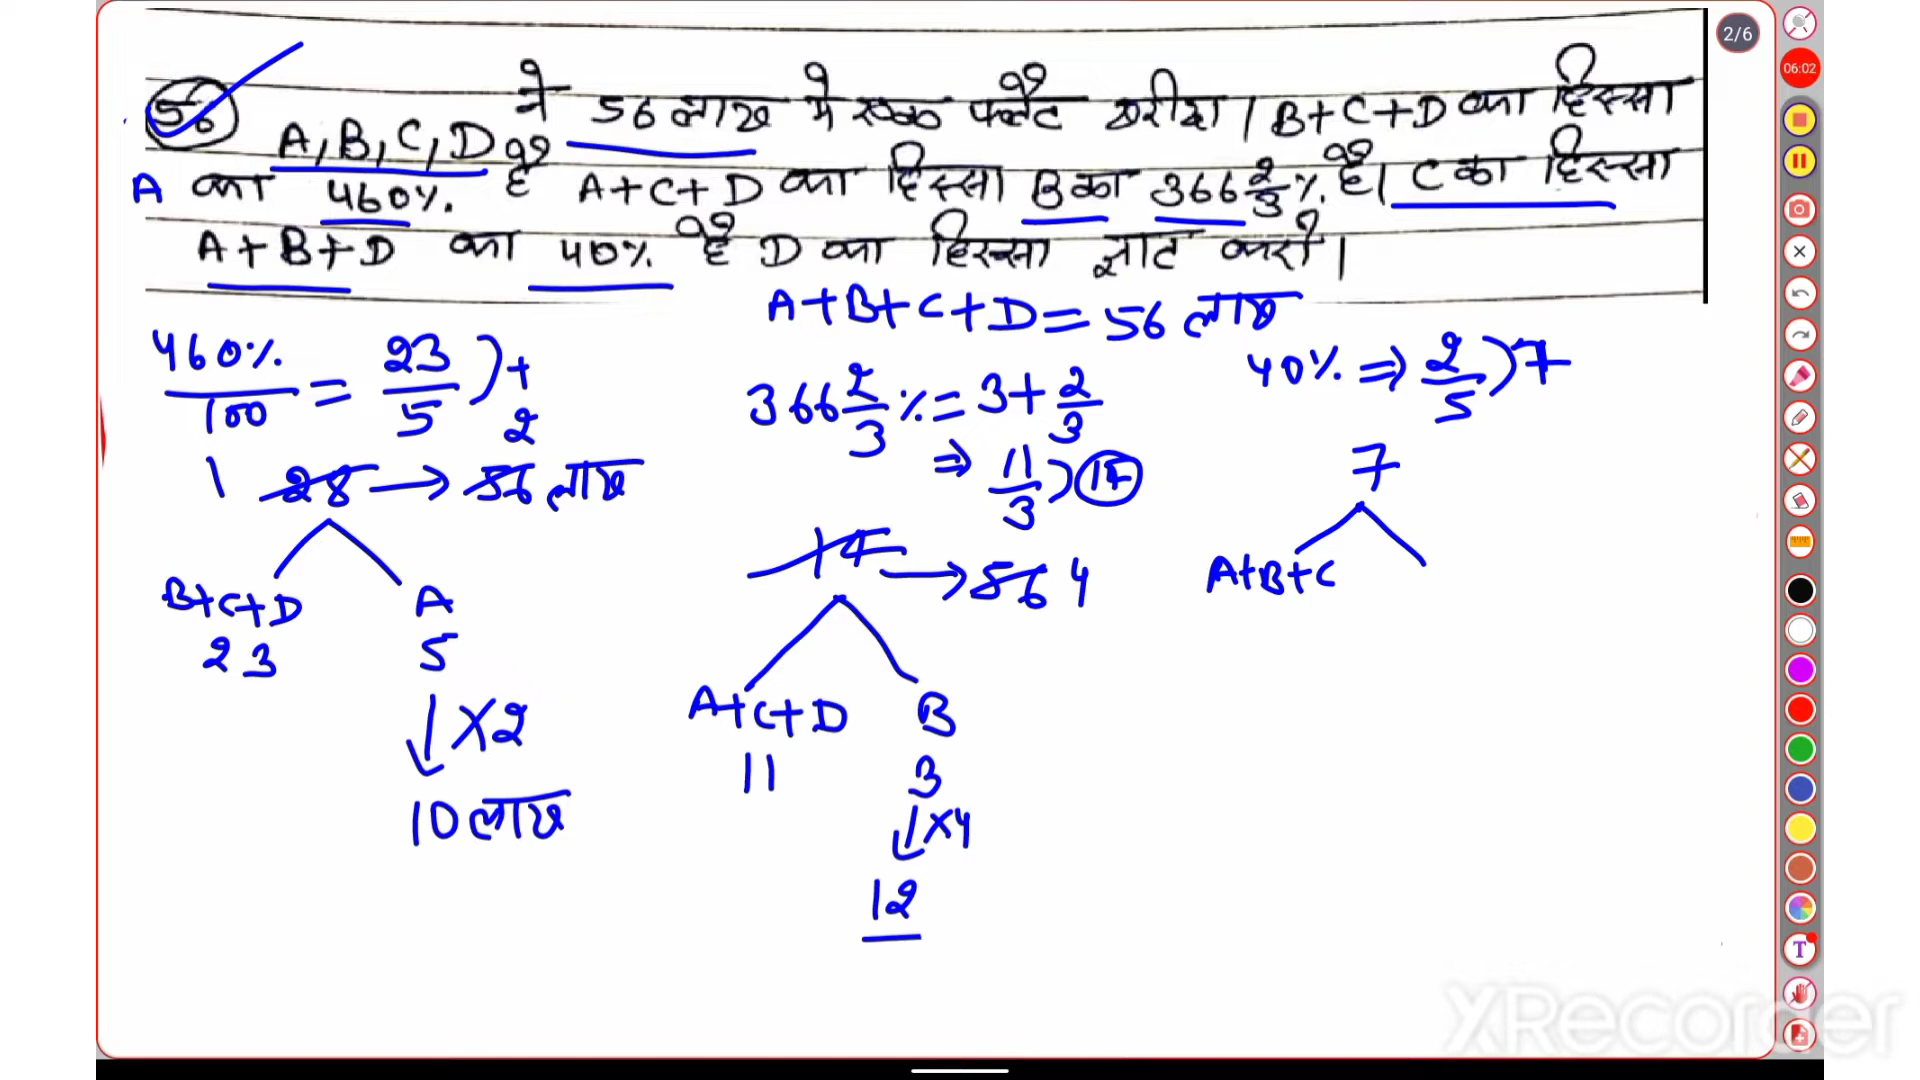 2/6
06:02
56 A, B, C, D ने 56 लाख में एक फ्लैट खरीदा। B+C+D का हिस्सा
A का 460% है A+C+D का हिस्सा B का 366 2/3 % है। C का हिस्सा
A+B+D का 40% है D का हिस्सा ज्ञात करो।
A+B+C+D = 56 लाख
460%/100 = 23/5 ) +
2
366 2/3 % = 3 + 2/3
⇒ 11/3 ) 14
40% ⇒ 2/5 ) 7
1 28 → 56 लाख
B+C+D A
23 5
↓ ×2
10 लाख
14 → 56 4
A+C+D B
11 3
↓ ×4
12
7
A+B+C
T
XRecorder